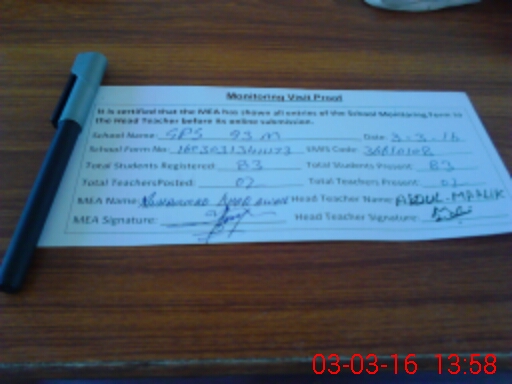 Monitoring Visit Proof
It is certified that the MEA has shown all entries of the School Monitoring Form to
the Head Teacher before its online submission.
School Name: GPS 93 M Date: 3-3-16
School Form No: EMIS Code:
Total Students Registered: 83 Total Students Present: 83
Total Teachers Posted: 02 Total Teachers Present: 02
MEA Name: Muhammad Head Teacher Name: ABDUL-MAALIK
MEA Signature: Head Teacher Signature:
03-03-16 13:58